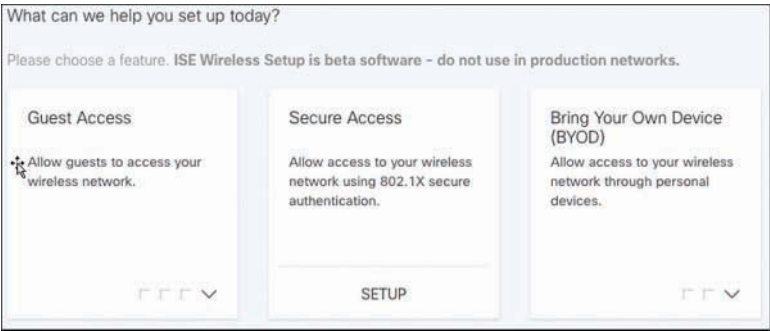 What can we help you set up today?
Please choose a feature. ISE Wireless Setup is beta software - do not use in production networks.
Guest Access
Allow guests to access your
wireless network.
Secure Access
Allow access to your wireless
network using 802.1X secure
authentication.
SETUP
Bring Your Own Device
(BYOD)
Allow access to your wireless
network through personal
devices.